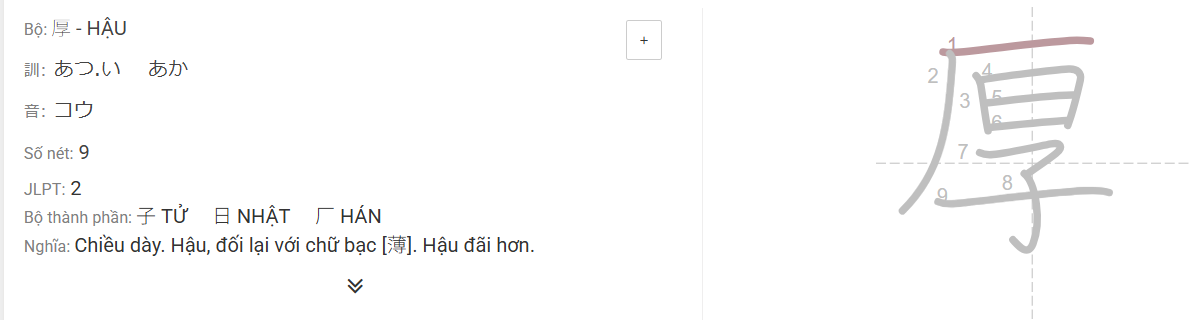 Bộ: 厚 - HẬU
+
訓: あつ.い あか
音: コウ
Số nét: 9
JLPT: 2
Bộ thành phần: 子 TỬ 日 NHẬT 厂 HÁN
Nghĩa: Chiều dày. Hậu, đối lại với chữ bạc [薄]. Hậu đãi hơn.
厚
1
2
3
4
5
6
7
8
9